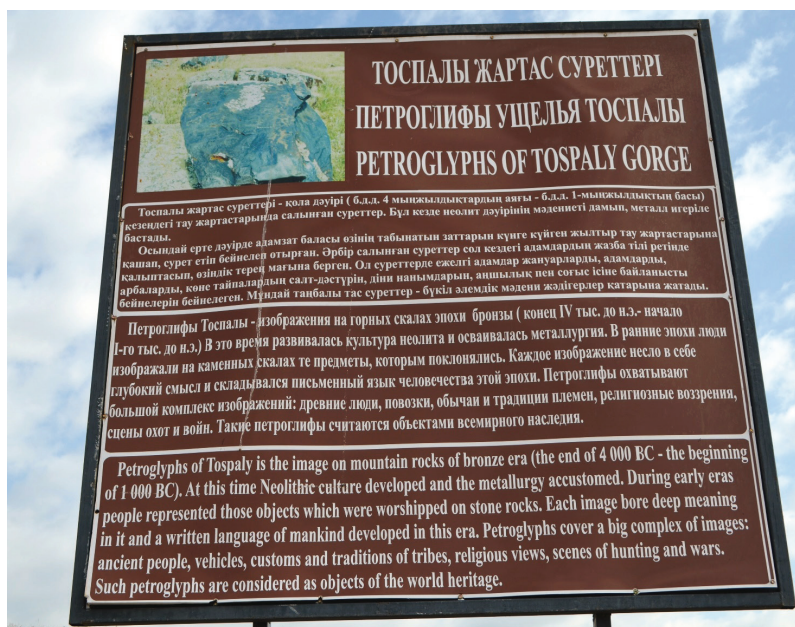 ТОСПАЛЫ ЖАРТАС СУРЕТТЕРІ
ПЕТРОГЛИФЫ УЩЕЛЬЯ ТОСПАЛЫ
PETROGLYPHS OF TOSPALY GORGE
Тоспалы жартас суреттері - қола дәуірі ( б.д.д. 4 мыңжылдықтардың аяғы - б.д.д. 1-мыңжылдықтың басы)
кезеңдегі тау жартастарында салынған суреттер. Бұл кезде неолит дәуірінің мәдениеті дамып, металл игеріле
бастады.
Осындай ерте дәуірде адамзат баласы өзінің табынатын заттарын күнге күйген жылтыр тау жартастарына
қашап, сурет етіп бейнелеп отырған. Әрбір салынған суреттер сол кездегі адамдардың жазба тілі ретінде
қалыптасып, өзіндік терең мағына берген. Ол суреттерде ежелгі адамдар жануарларды, адамдарды,
арбаларды, көне тайпалардың салт-дәстүрін, діни нанымдарын, аңшылық пен соғыс ісіне байланысты
бейнелерін бейнелеген. Мұндай таңбалы тас суреттер - бүкіл әлемдік мәдени жәдігерлер қатарына жатады.
Петроглифы Тоспалы - изображения на горных скалах эпохи бронзы ( конец IV тыс. до н.э.- начало
I-го тыс. до н.э.) В это время развивалась культура неолита и осваивалась металлургия. В ранние эпохи люди
изображали на каменных скалах те предметы, которым поклонялись. Каждое изображение несло в себе
глубокий смысл и складывался письменный язык человечества этой эпохи. Петроглифы охватывают
большой комплекс изображений: древние люди, повозки, обычаи и традиции племен, религиозные воззрения,
сцены охот и войн. Такие петроглифы считаются объектами всемирного наследия.
Petroglyphs of Tospaly is the image on mountain rocks of bronze era (the end of 4 000 BC - the beginning
of 1 000 BC). At this time Neolithic culture developed and the metallurgy accustomed. During early eras
people represented those objects which were worshipped on stone rocks. Each image bore deep meaning
in it and a written language of mankind developed in this era. Petroglyphs cover a big complex of images:
ancient people, vehicles, customs and traditions of tribes, religious views, scenes of hunting and wars.
Such petroglyphs are considered as objects of the world heritage.